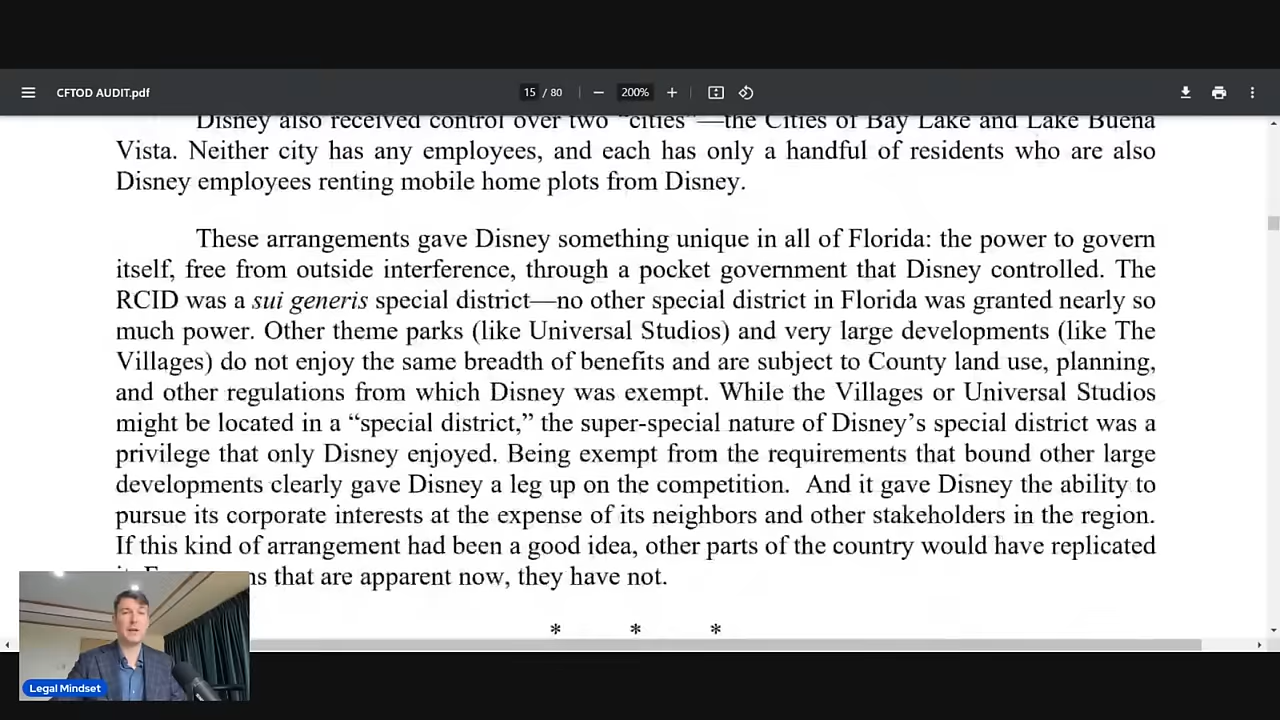 CFTOD AUDIT.pdf
15 / 80
200%
Disney also received control over two “cities”—the Cities of Bay Lake and Lake Buena
Vista. Neither city has any employees, and each has only a handful of residents who are also
Disney employees renting mobile home plots from Disney.
These arrangements gave Disney something unique in all of Florida: the power to govern
itself, free from outside interference, through a pocket government that Disney controlled. The
RCID was a sui generis special district—no other special district in Florida was granted nearly so
much power. Other theme parks (like Universal Studios) and very large developments (like The
Villages) do not enjoy the same breadth of benefits and are subject to County land use, planning,
and other regulations from which Disney was exempt. While the Villages or Universal Studios
might be located in a “special district,” the super-special nature of Disney’s special district was a
privilege that only Disney enjoyed. Being exempt from the requirements that bound other large
developments clearly gave Disney a leg up on the competition. And it gave Disney the ability to
pursue its corporate interests at the expense of its neighbors and other stakeholders in the region.
If this kind of arrangement had been a good idea, other parts of the country would have replicated
that are apparent now, they have not.
* * *
Legal Mindset